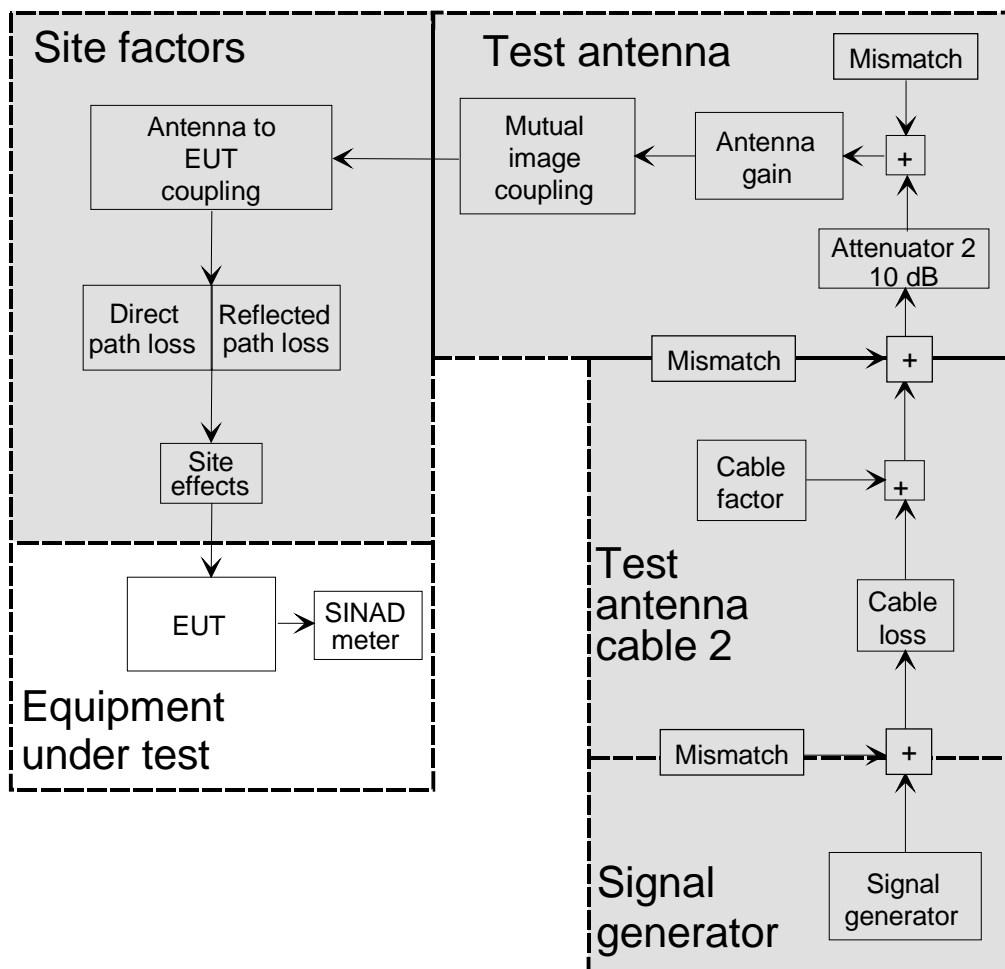 Site factors
Test antenna
Mismatch
Antenna to
EUT
coupling
Mutual
image
coupling
Antenna
gain
+
Attenuator 2
10 dB
Direct
path loss
Reflected
path loss
Mismatch
+
Site
effects
Cable
factor
+
Test
antenna
cable 2
Cable
loss
EUT
SINAD
meter
Equipment
under test
Mismatch
+
Signal
generator
Signal
generator